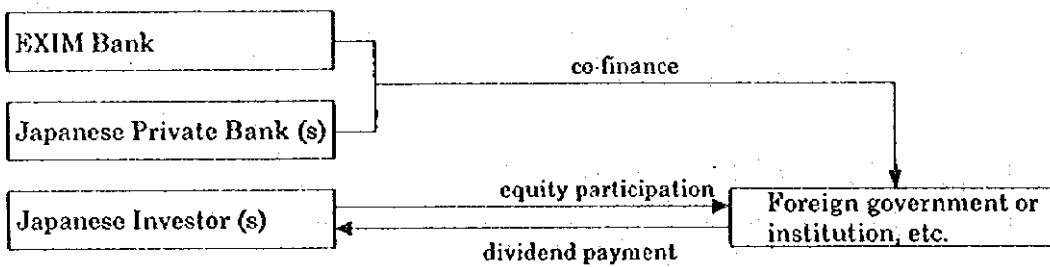 EXIM Bank
co-finance
Japanese Private Bank (s)
equity participation
Japanese Investor (s)
Foreign government or
institution, etc.
dividend payment